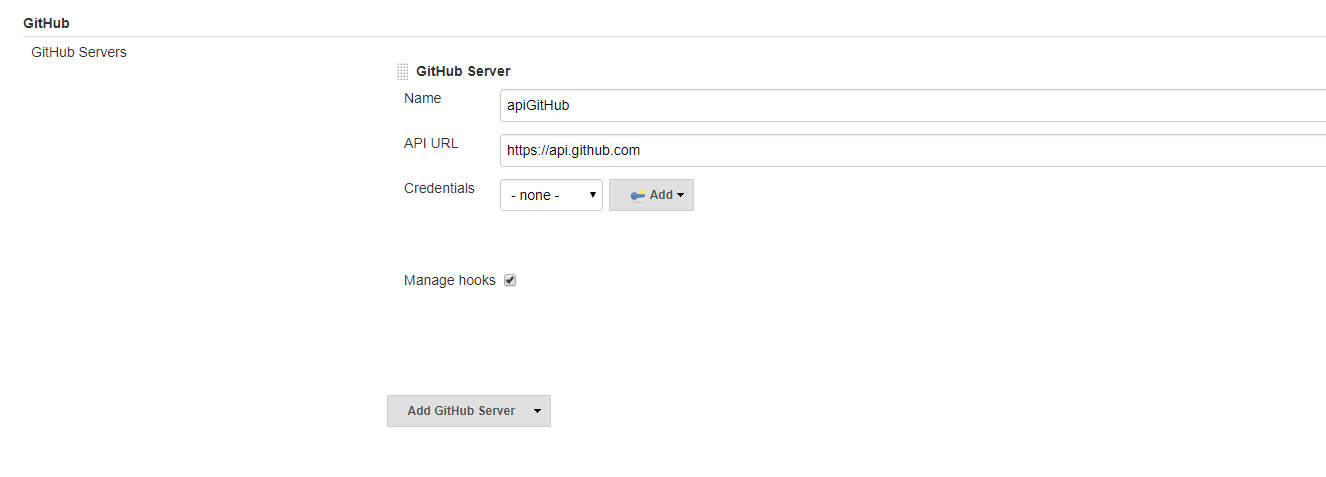 GitHub
GitHub Servers
GitHub Server
Name
apiGitHub
API URL
https://api.github.com
Credentials
- none -
Add
Manage hooks
Add GitHub Server